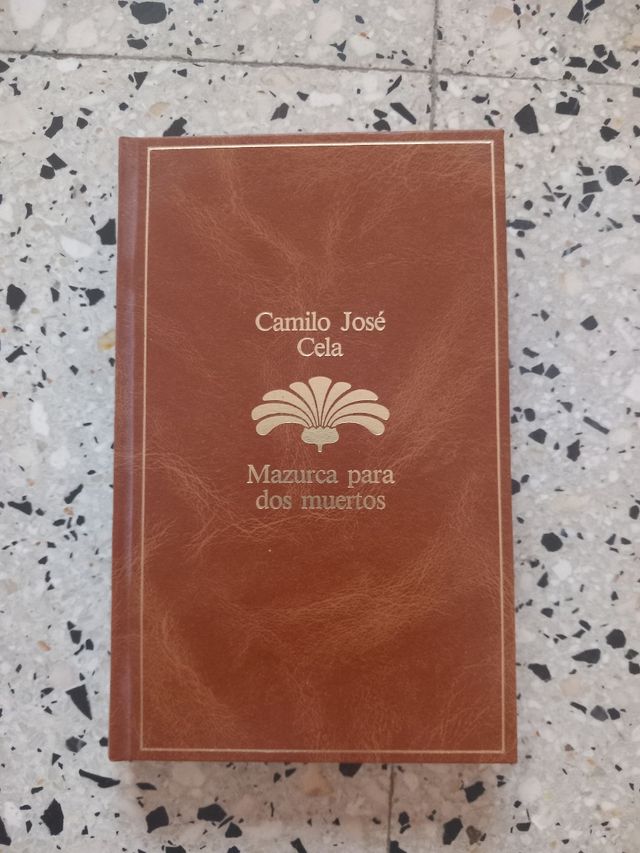 Camilo José
Cela
Mazurca para
dos muertos